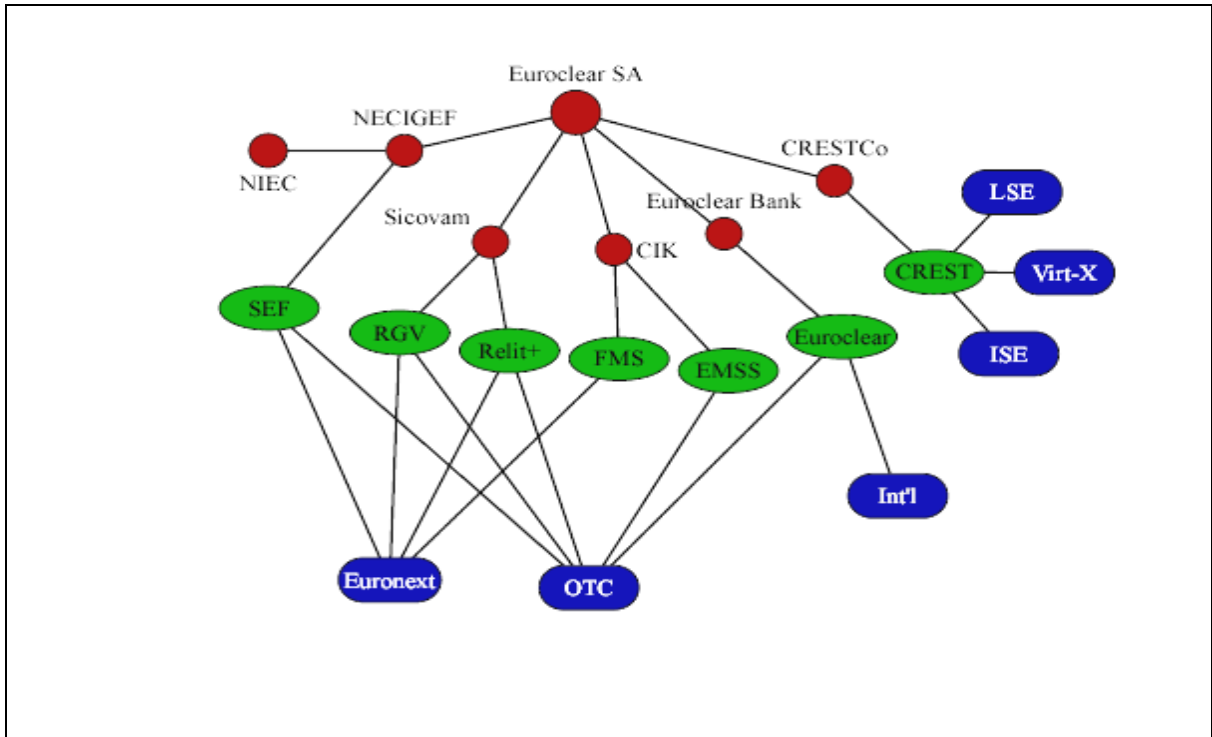 Euroclear SA
NECIGEF
CRESTCo
NIEC
LSE
Euroclear Bank
Sicovam
CIK
CREST
Virt-X
SEF
RGV
Euroclear
Relit+
FMS
ISE
EMSS
Int'l
Euronext
OTC